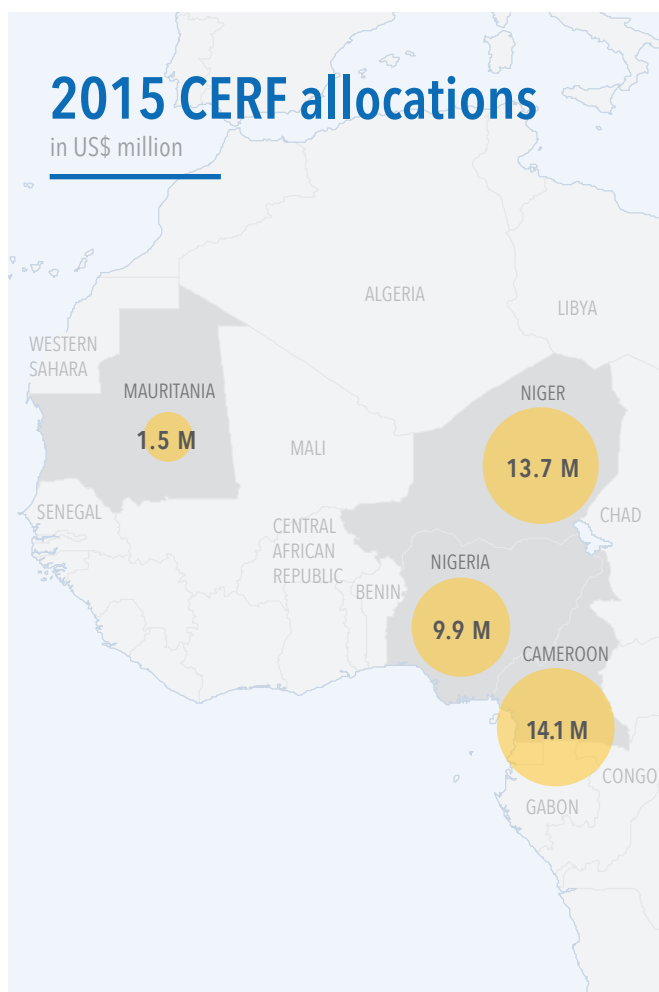 2015 CERF allocations
in US$ million
ALGERIA
LIBYA
WESTERN
SAHARA
MAURITANIA
1.5 M
NIGER
13.7 M
MALI
SENEGAL
CHAD
CENTRAL
AFRICAN
REPUBLIC
BENIN
NIGERIA
9.9 M
CAMEROON
14.1 M
CONGO
GABON